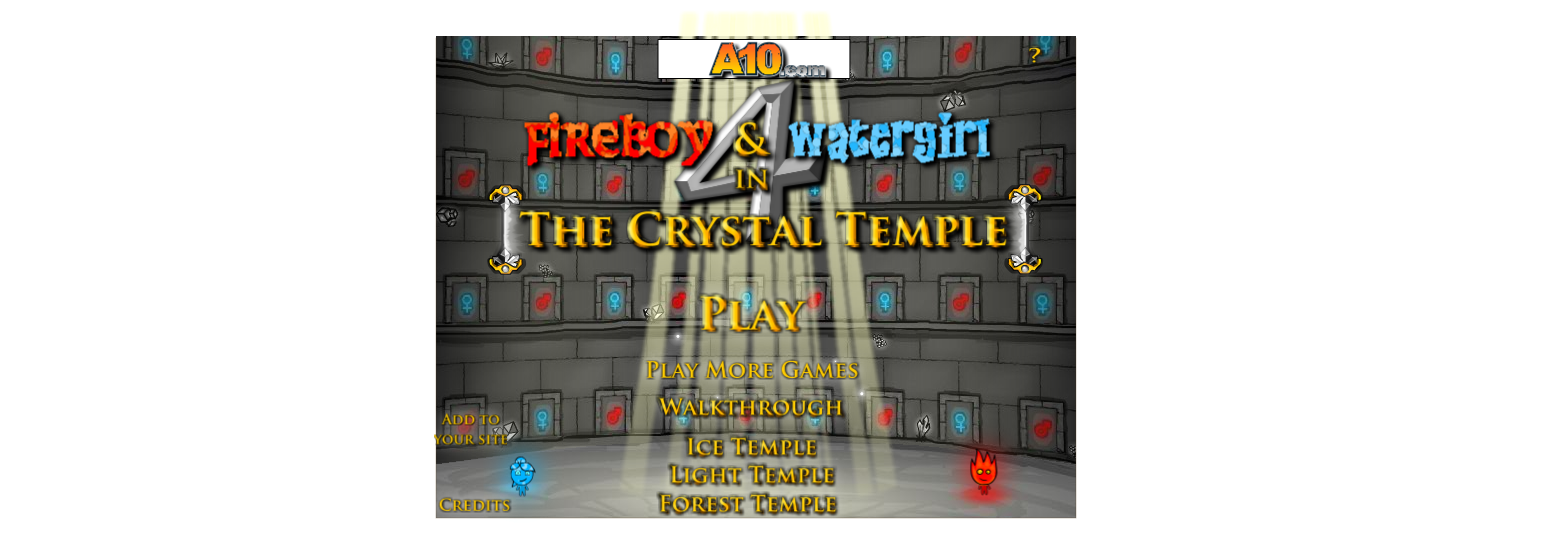 A10.com
?
Fireboy & Watergirl
4
IN
THE CRYSTAL TEMPLE
PLAY
PLAY MORE GAMES
WALKTHROUGH
ADD TO
YOUR SITE
ICE TEMPLE
LIGHT TEMPLE
FOREST TEMPLE
CREDITS